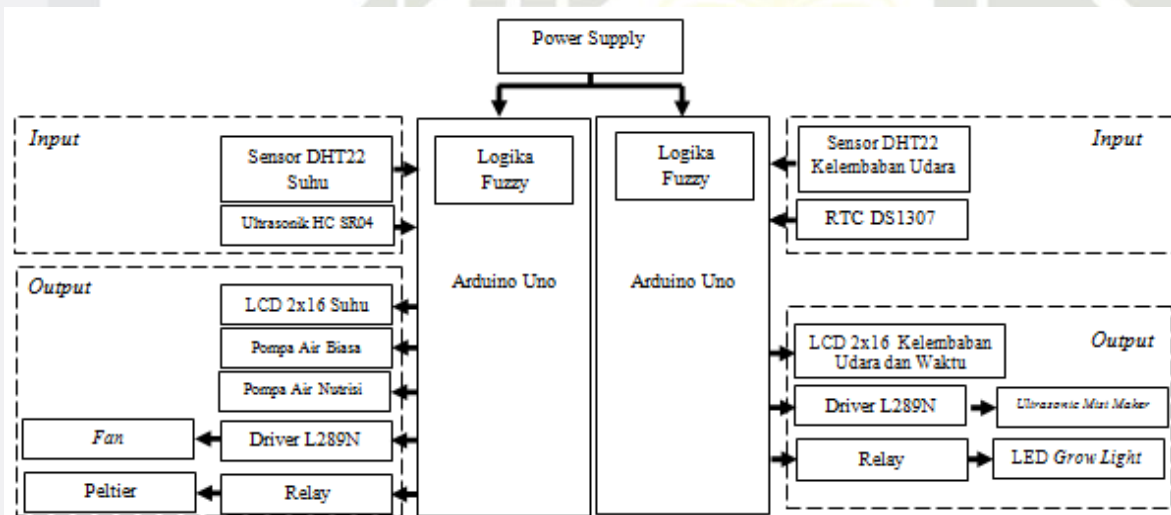 Power Supply
Input
Sensor DHT22
Suhu
Ultrasonik HC SR04
Output
LCD 2x16 Suhu
Pompa Air Biasa
Pompa Air Nutrisi
Driver L289N
Fan
Relay
Peltier
Logika
Fuzzy
Arduino Uno
Logika
Fuzzy
Arduino Uno
Input
Sensor DHT22
Kelembaban Udara
RTC DS1307
Output
LCD 2x16 Kelembaban
Udara dan Waktu
Driver L289N
Ultrasonic Mist Maker
Relay
LED Grow Light